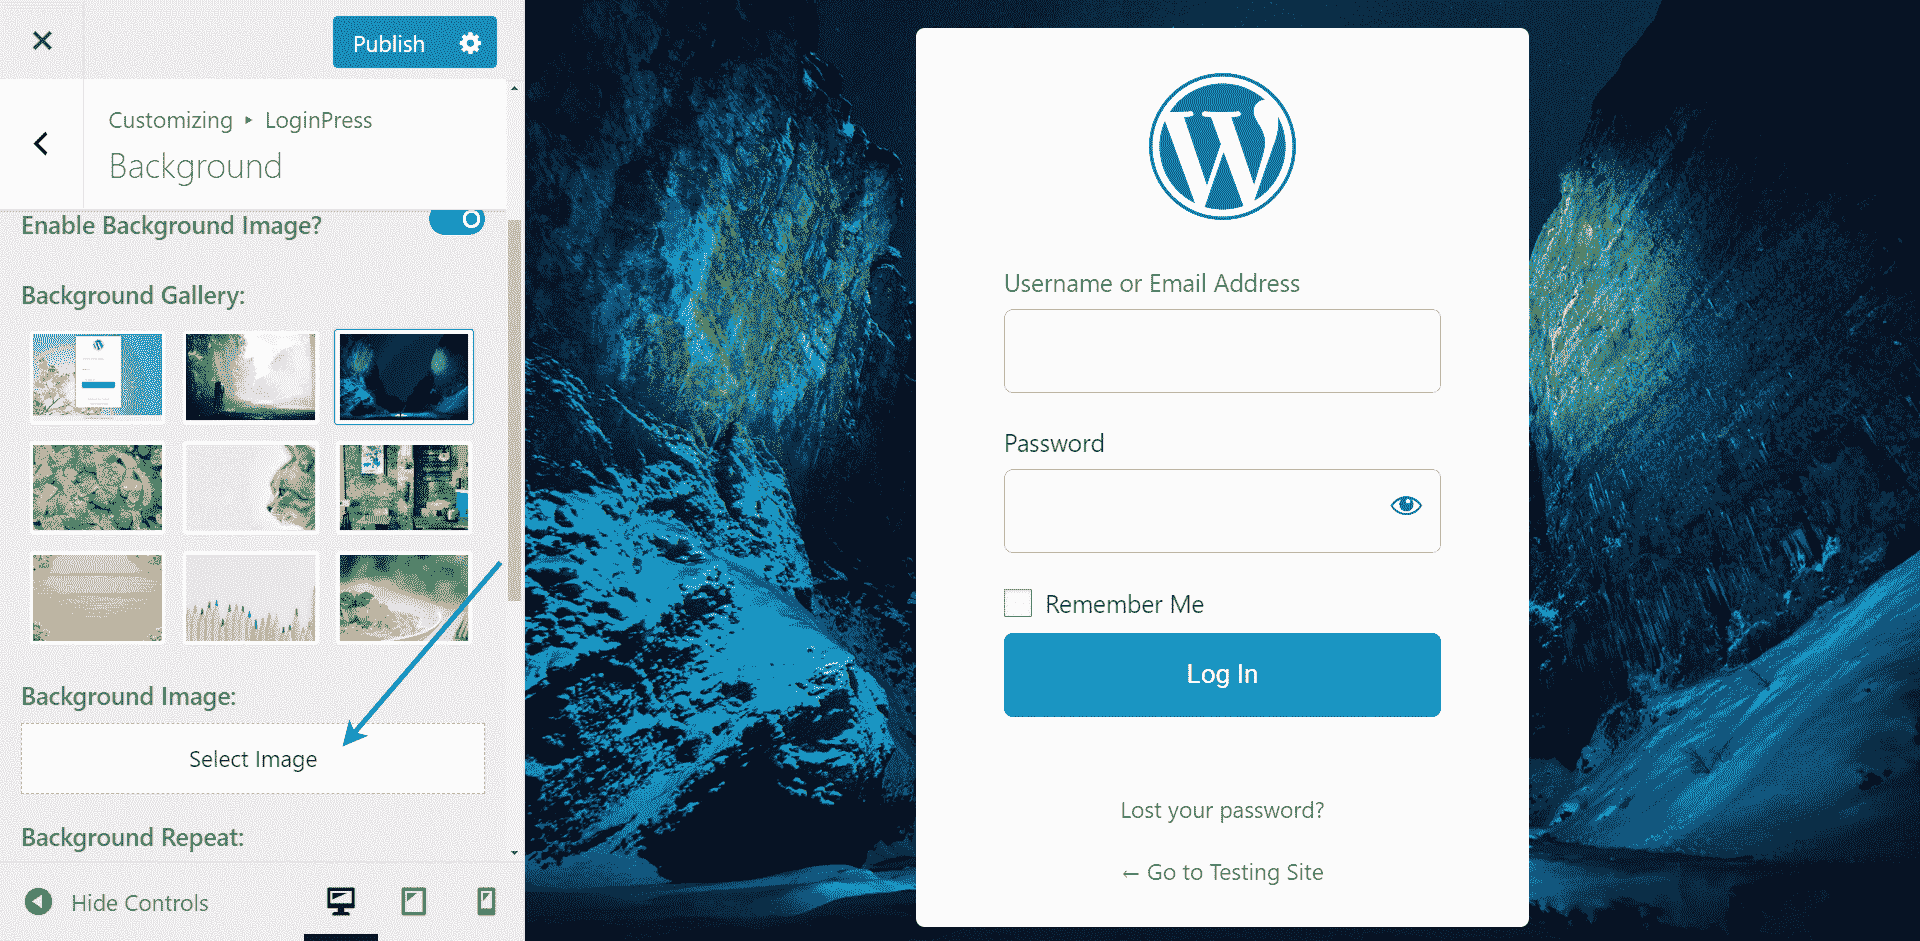 Publish
Customizing ▸ LoginPress
Background
Enable Background Image?
Background Gallery:
Background Image:
Select Image
Background Repeat:
Hide Controls
Username or Email Address
Password
Remember Me
Log In
Lost your password?
← Go to Testing Site